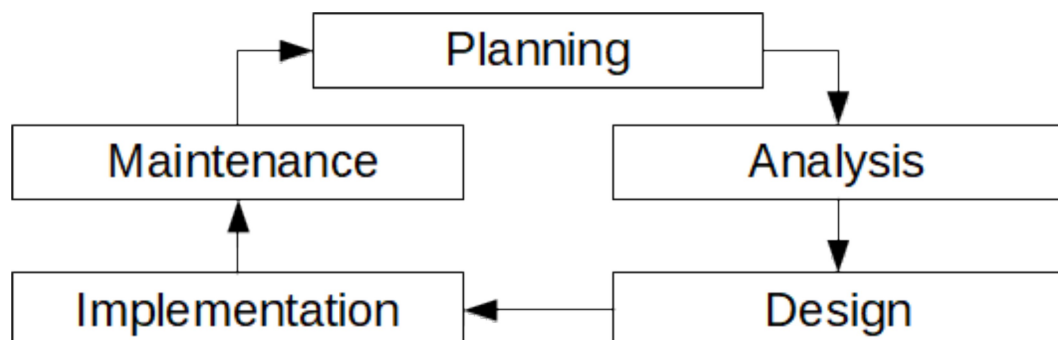 Planning
Maintenance
Analysis
Implementation
Design